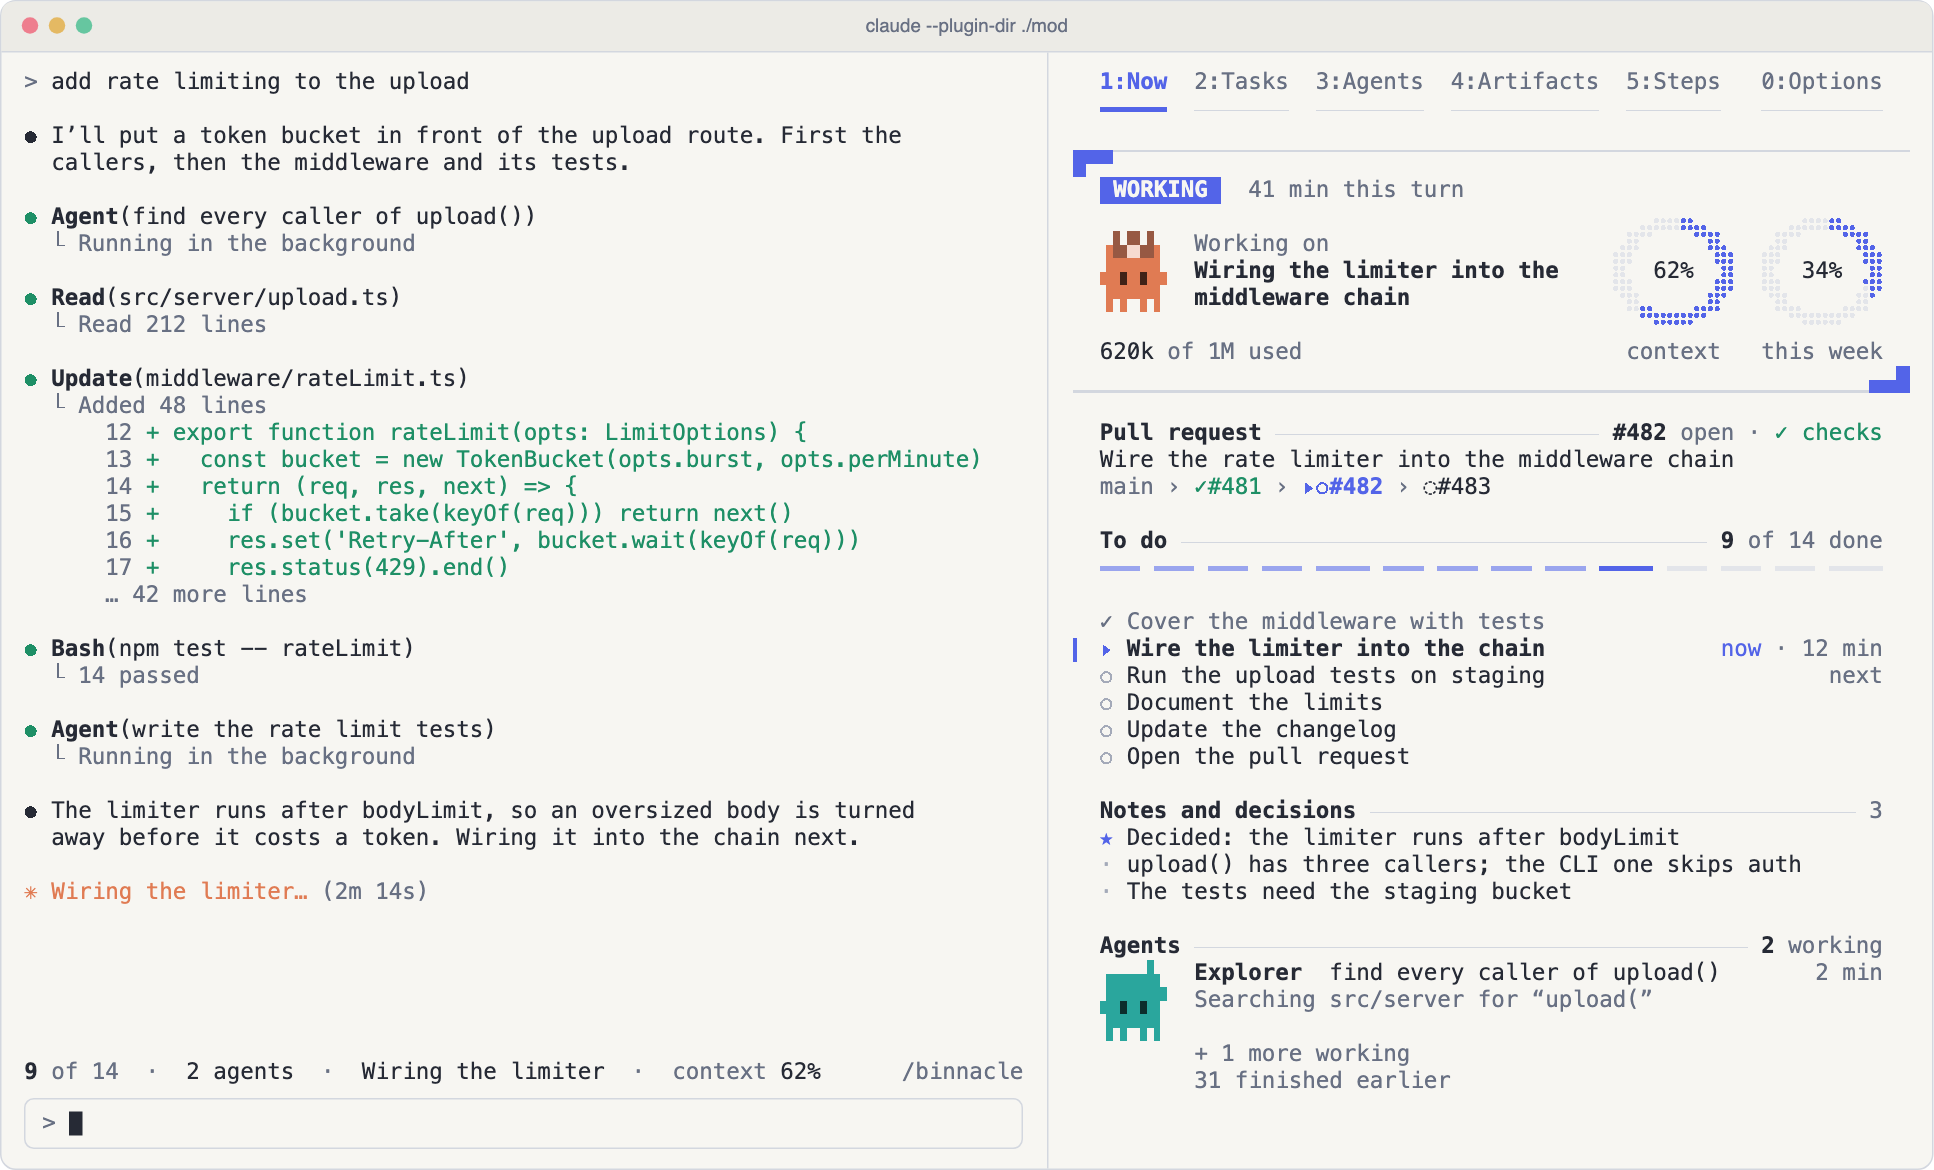 claude --plugin-dir ./mod
> add rate limiting to the upload
● I’ll put a token bucket in front of the upload route. First the
callers, then the middleware and its tests.
● Agent(find every caller of upload())
└ Running in the background
● Read(src/server/upload.ts)
└ Read 212 lines
● Update(middleware/rateLimit.ts)
└ Added 48 lines
12 + export function rateLimit(opts: LimitOptions) {
13 +   const bucket = new TokenBucket(opts.burst, opts.perMinute)
14 +   return (req, res, next) => {
15 +     if (bucket.take(keyOf(req))) return next()
16 +     res.set('Retry-After', bucket.wait(keyOf(req)))
17 +     res.status(429).end()
… 42 more lines
● Bash(npm test -- rateLimit)
└ 14 passed
● Agent(write the rate limit tests)
└ Running in the background
● The limiter runs after bodyLimit, so an oversized body is turned
away before it costs a token. Wiring it into the chain next.
✳ Wiring the limiter… (2m 14s)
9 of 14 · 2 agents · Wiring the limiter · context 62% /binnacle
>
1:Now 2:Tasks 3:Agents 4:Artifacts 5:Steps 0:Options
WORKING 41 min this turn
Working on
Wiring the limiter into the
middleware chain
62% 34%
620k of 1M used context this week
Pull request #482 open · ✓ checks
Wire the rate limiter into the middleware chain
main › ✓#481 › ▸○#482 › ◌#483
To do 9 of 14 done
✓ Cover the middleware with tests
▸ Wire the limiter into the chain now · 12 min
○ Run the upload tests on staging next
○ Document the limits
○ Update the changelog
○ Open the pull request
Notes and decisions 3
★ Decided: the limiter runs after bodyLimit
· upload() has three callers; the CLI one skips auth
· The tests need the staging bucket
Agents 2 working
Explorer find every caller of upload() 2 min
Searching src/server for “upload(”
+ 1 more working
31 finished earlier